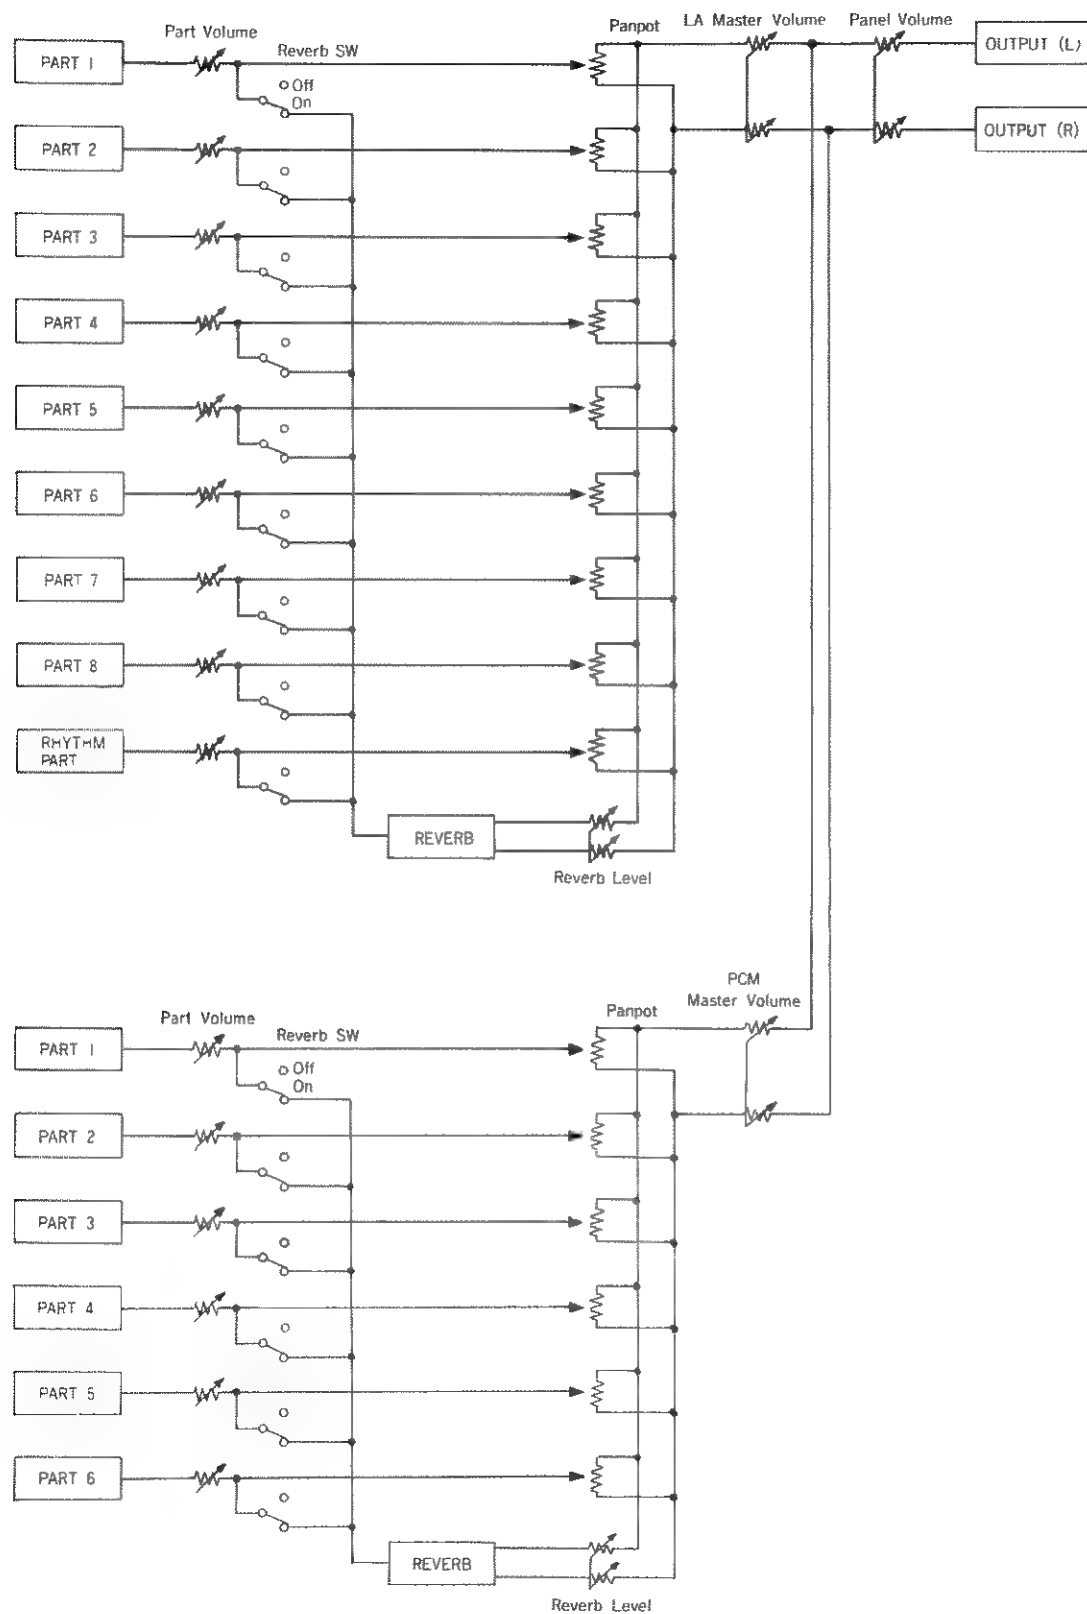 Part Volume
Reverb SW
Panpot
LA Master Volume
Panel Volume
PART 1
Off
On
OUTPUT (L)
OUTPUT (R)
PART 2
PART 3
PART 4
PART 5
PART 6
PART 7
PART 8
RHYTHM
PART
REVERB
Reverb Level
PCM
Master Volume
Panpot
Part Volume
Reverb SW
PART 1
Off
On
PART 2
PART 3
PART 4
PART 5
PART 6
REVERB
Reverb Level